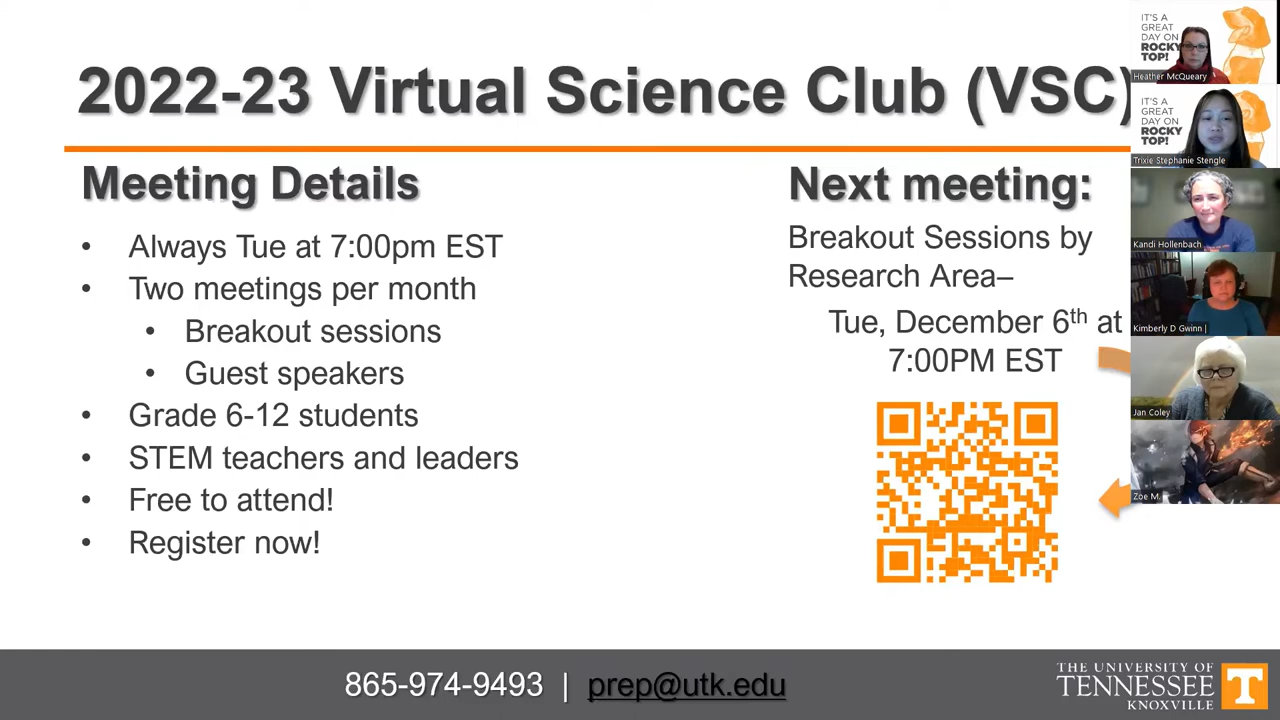 2022-23 Virtual Science Club (VSC)
Meeting Details
• Always Tue at 7:00pm EST
• Two meetings per month
• Breakout sessions
• Guest speakers
• Grade 6-12 students
• STEM teachers and leaders
• Free to attend!
• Register now!
Next meeting:
Breakout Sessions by
Research Area–
Tue, December 6th at
7:00PM EST
IT'S A
GREAT
DAY ON
ROCKY
TOP!
Heather McQueary
IT'S A
GREAT
DAY ON
ROCKY
TOP!
Trixie Stephanie Stengle
Kandi Hollenbach
Kimberly D Gwinn |
Jan Coley
Zoe M.
865-974-9493 | prep@utk.edu
THE UNIVERSITY OF
TENNESSEE
KNOXVILLE
T